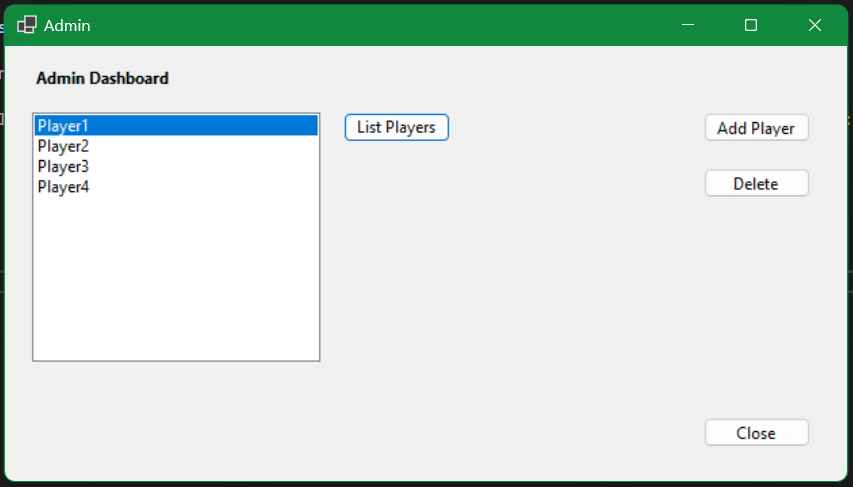 Admin
Admin Dashboard
Player1
Player2
Player3
Player4
List Players
Add Player
Delete
Close